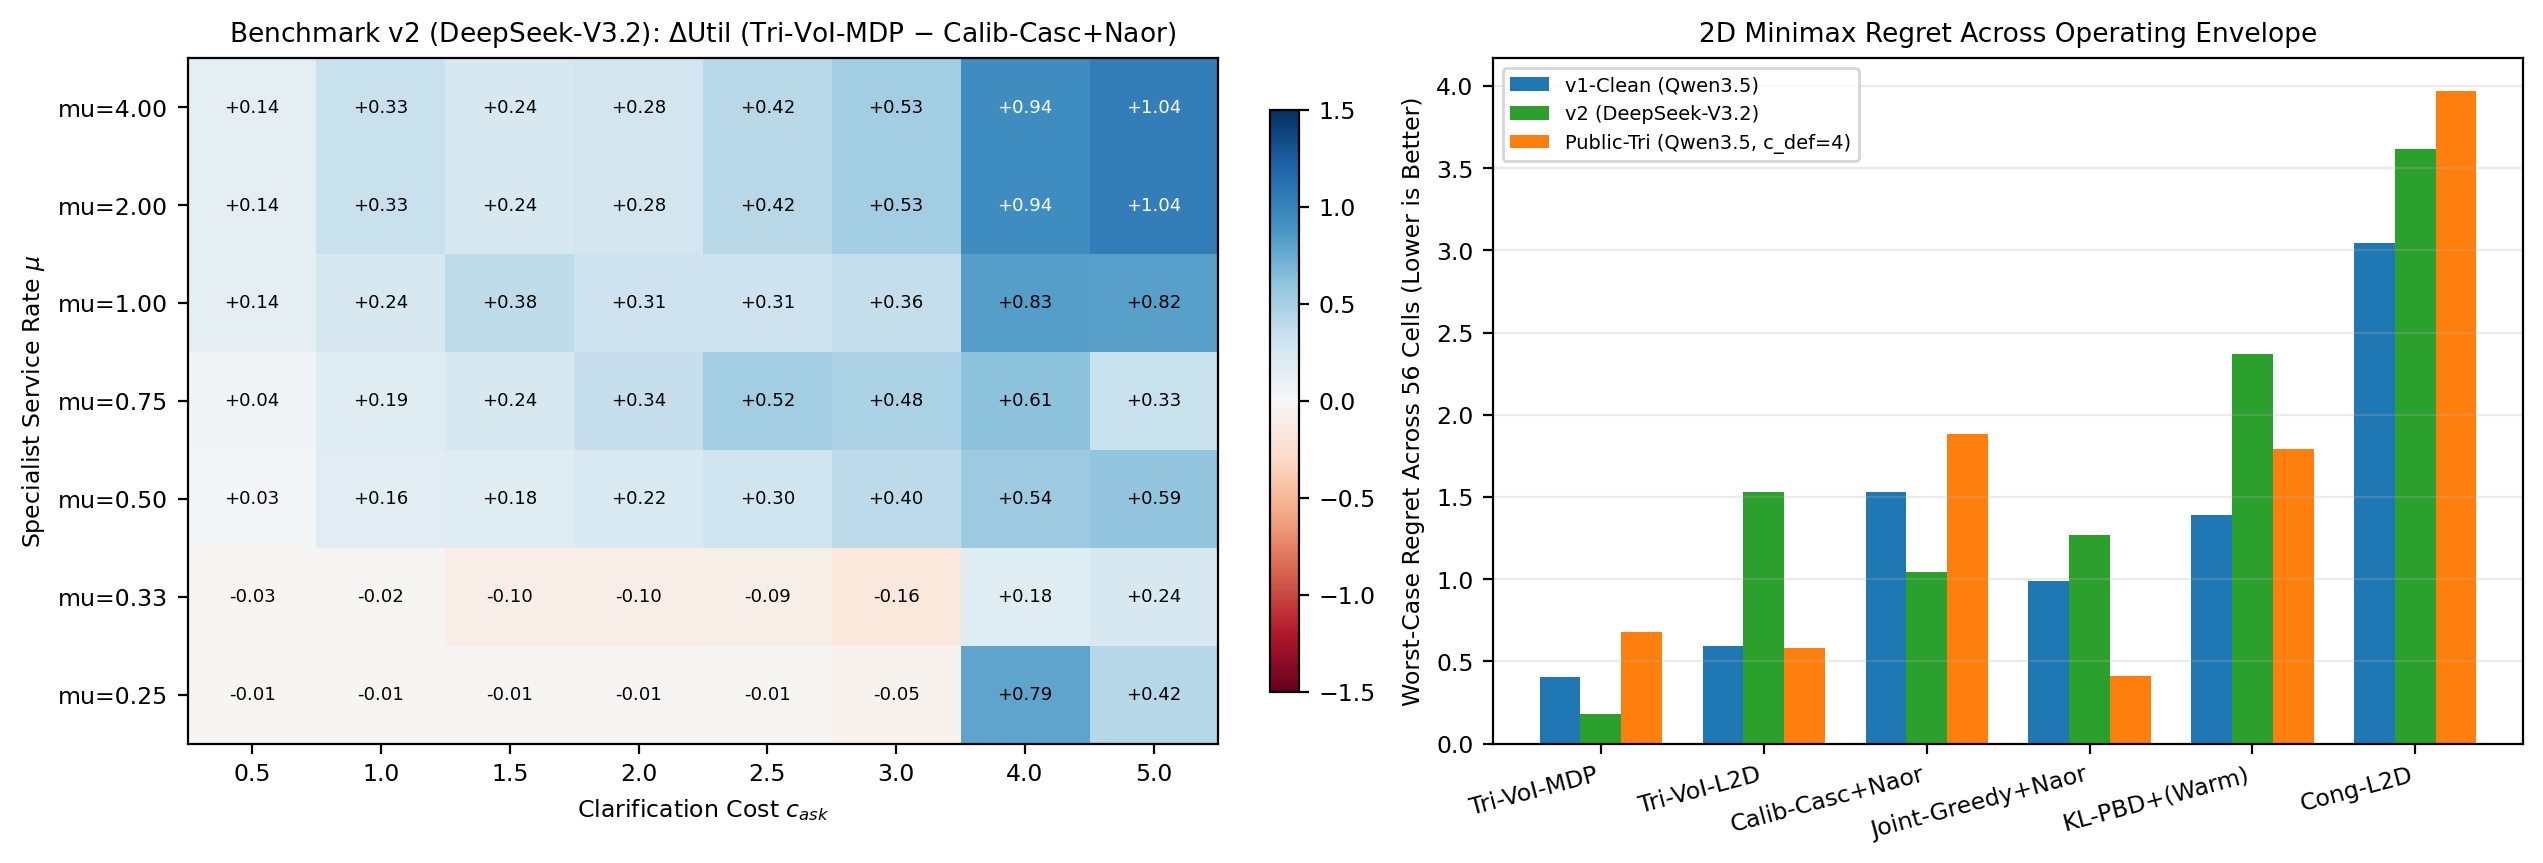 Benchmark v2 (DeepSeek-V3.2): ΔUtil (Tri-VoI-MDP − Calib-Casc+Naor)
Specialist Service Rate μ
mu=4.00 +0.14 +0.33 +0.24 +0.28 +0.42 +0.53 +0.94 +1.04
mu=2.00 +0.14 +0.33 +0.24 +0.28 +0.42 +0.53 +0.94 +1.04
mu=1.00 +0.14 +0.24 +0.38 +0.31 +0.31 +0.36 +0.83 +0.82
mu=0.75 +0.04 +0.19 +0.24 +0.34 +0.52 +0.48 +0.61 +0.33
mu=0.50 +0.03 +0.16 +0.18 +0.22 +0.30 +0.40 +0.54 +0.59
mu=0.33 -0.03 -0.02 -0.10 -0.10 -0.09 -0.16 +0.18 +0.24
mu=0.25 -0.01 -0.01 -0.01 -0.01 -0.01 -0.05 +0.79 +0.42
0.5 1.0 1.5 2.0 2.5 3.0 4.0 5.0
Clarification Cost c_ask
1.5
1.0
0.5
0.0
−0.5
−1.0
−1.5
2D Minimax Regret Across Operating Envelope
Worst-Case Regret Across 56 Cells (Lower is Better)
v1-Clean (Qwen3.5)
v2 (DeepSeek-V3.2)
Public-Tri (Qwen3.5, c_def=4)
4.0
3.5
3.0
2.5
2.0
1.5
1.0
0.5
0.0
Tri-VoI-MDP
Tri-VoI-L2D
Calib-Casc+Naor
Joint-Greedy+Naor
KL-PBD+(Warm)
Cong-L2D